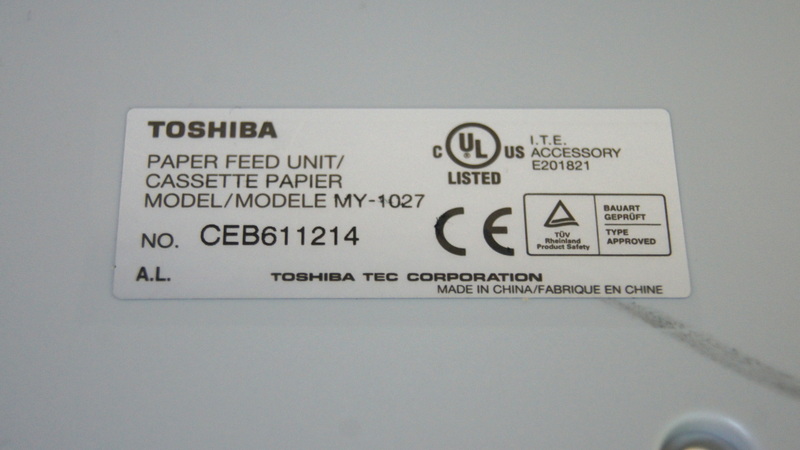 TOSHIBA
PAPER FEED UNIT/
CASSETTE PAPIER
MODEL/MODELE MY-1027
NO. CEB611214
A.L.
C UL US
®
LISTED
I.T.E.
ACCESSORY
E201821
CE
TÜV
Rheinland
Product Safety
BAUART
GEPRÜFT
TYPE
APPROVED
TOSHIBA TEC CORPORATION
MADE IN CHINA/FABRIQUE EN CHINE